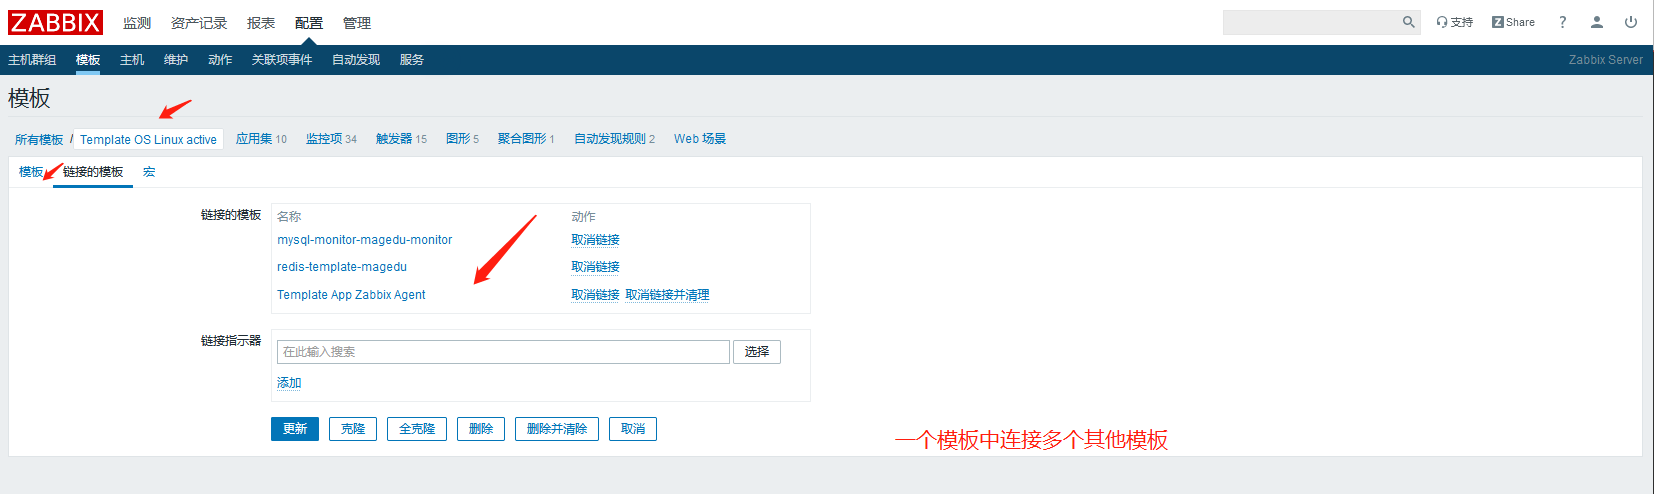 ZABBIX 监测 资产记录 报表 配置 管理 支持 Z Share ?
主机群组 模板 主机 维护 动作 关联项事件 自动发现 服务 Zabbix Server
模板
所有模板 / Template OS Linux active 应用集 10 监控项 34 触发器 15 图形 5 聚合图形 1 自动发现规则 2 Web 场景
模板 链接的模板 宏
链接的模板 名称 动作
mysql-monitor-magedu-monitor 取消链接
redis-template-magedu 取消链接
Template App Zabbix Agent 取消链接 取消链接并清理
链接指示器 在此输入搜索 选择
添加
更新 克隆 全克隆 删除 删除并清除 取消
一个模板中连接多个其他模板